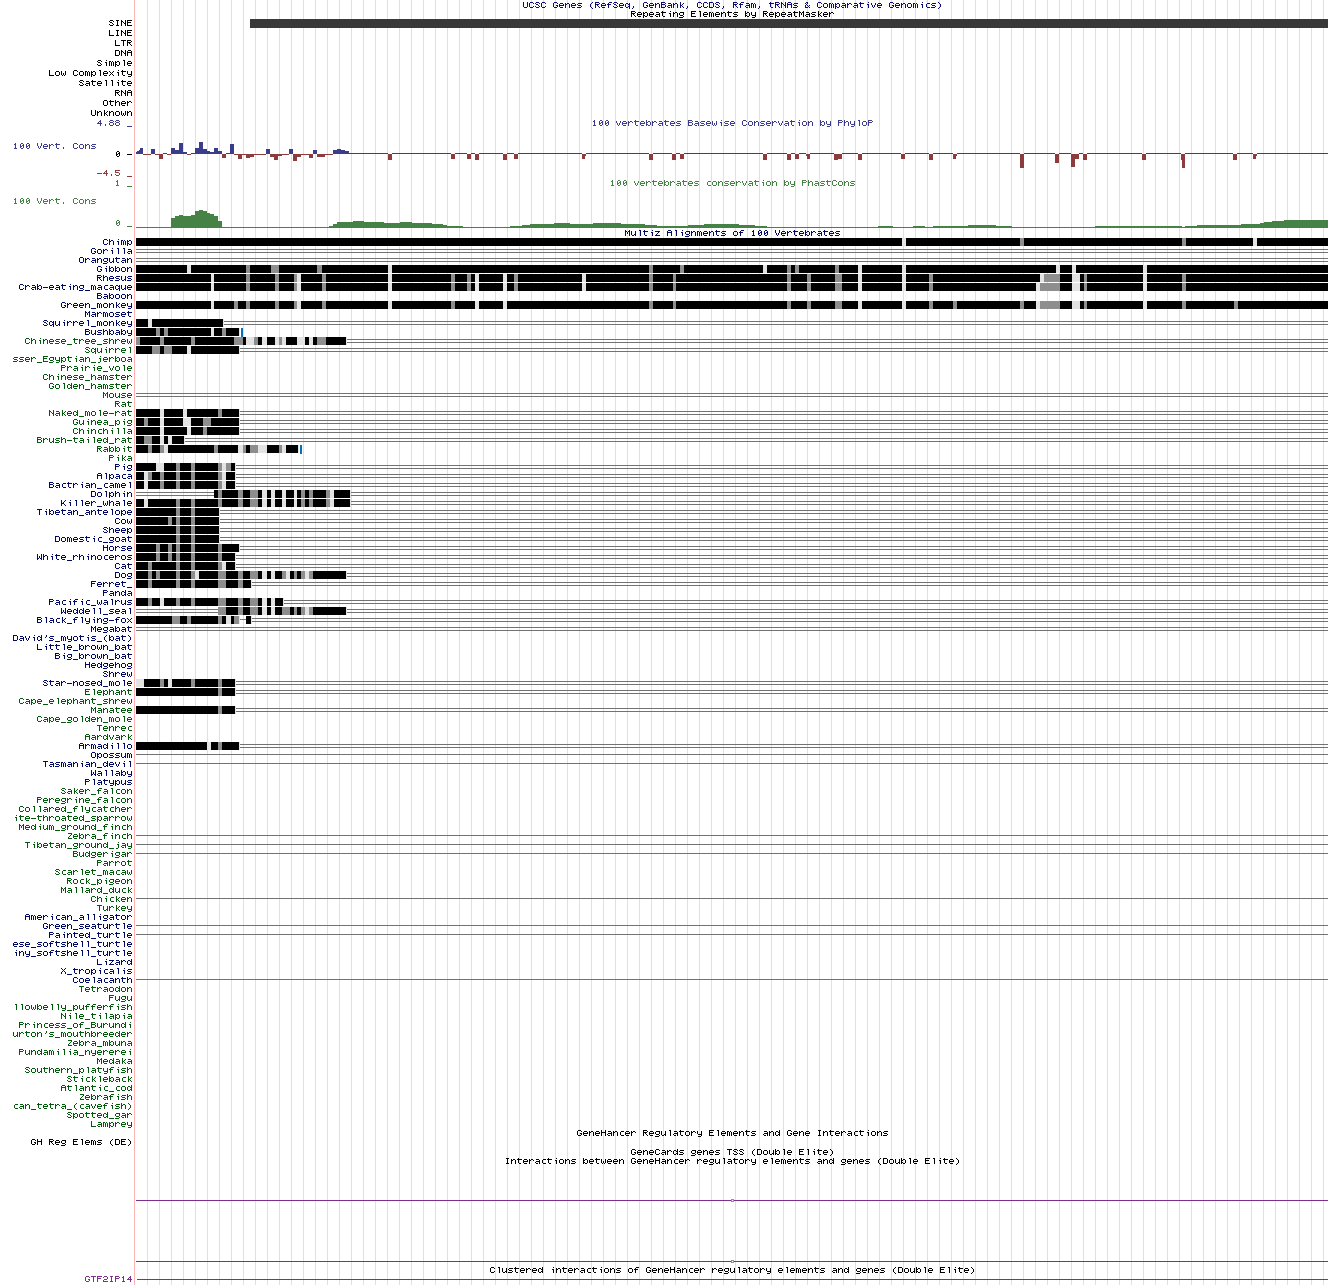 UCSC Genes (RefSeq, GenBank, CCDS, Rfam, tRNAs & Comparative Genomics)
Repeating Elements by RepeatMasker
SINE
LINE
LTR
DNA
Simple
Low Complexity
Satellite
RNA
Other
Unknown
4.88 _
100 vertebrates Basewise Conservation by PhyloP
100 Vert. Cons
0 _
-4.5 _
1 _
100 vertebrates conservation by PhastCons
100 Vert. Cons
0 _
Multiz Alignments of 100 Vertebrates
Chimp
Gorilla
Orangutan
Gibbon
Rhesus
Crab-eating_macaque
Baboon
Green_monkey
Marmoset
Squirrel_monkey
Bushbaby
Chinese_tree_shrew
Squirrel
sser_Egyptian_jerboa
Prairie_vole
Chinese_hamster
Golden_hamster
Mouse
Rat
Naked_mole-rat
Guinea_pig
Chinchilla
Brush-tailed_rat
Rabbit
Pika
Pig
Alpaca
Bactrian_camel
Dolphin
Killer_whale
Tibetan_antelope
Cow
Sheep
Domestic_goat
Horse
White_rhinoceros
Cat
Dog
Ferret_
Panda
Pacific_walrus
Weddell_seal
Black_flying-fox
Megabat
David's_myotis_(bat)
Little_brown_bat
Big_brown_bat
Hedgehog
Shrew
Star-nosed_mole
Elephant
Cape_elephant_shrew
Manatee
Cape_golden_mole
Tenrec
Aardvark
Armadillo
Opossum
Tasmanian_devil
Wallaby
Platypus
Saker_falcon
Peregrine_falcon
Collared_flycatcher
ite-throated_sparrow
Medium_ground_finch
Zebra_finch
Tibetan_ground_jay
Budgerigar
Parrot
Scarlet_macaw
Rock_pigeon
Mallard_duck
Chicken
Turkey
American_alligator
Green_seaturtle
Painted_turtle
ese_softshell_turtle
iny_softshell_turtle
Lizard
X_tropicalis
Coelacanth
Tetraodon
Fugu
llowbelly_pufferfish
Nile_tilapia
Princess_of_Burundi
urton's_mouthbreeder
Zebra_mbuna
Pundamilia_nyererei
Medaka
Southern_platyfish
Stickleback
Atlantic_cod
Zebrafish
can_tetra_(cavefish)
Spotted_gar
Lamprey
GeneHancer Regulatory Elements and Gene Interactions
GH Reg Elems (DE)
GeneCards genes TSS (Double Elite)
Interactions between GeneHancer regulatory elements and genes (Double Elite)
Clustered interactions of GeneHancer regulatory elements and genes (Double Elite)
GTF2IP14